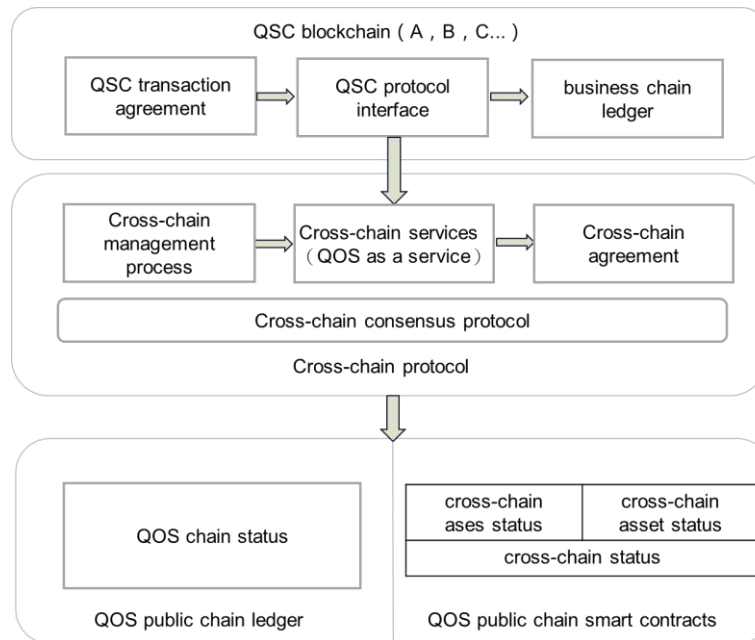 QSC blockchain ( A , B , C... )
QSC transaction
agreement
QSC protocol
interface
business chain
ledger
Cross-chain
management
process
Cross-chain services
（QOS as a service）
Cross-chain
agreement
Cross-chain consensus protocol
Cross-chain protocol
QOS chain status
cross-chain
ases status
cross-chain
asset status
cross-chain status
QOS public chain ledger
QOS public chain smart contracts